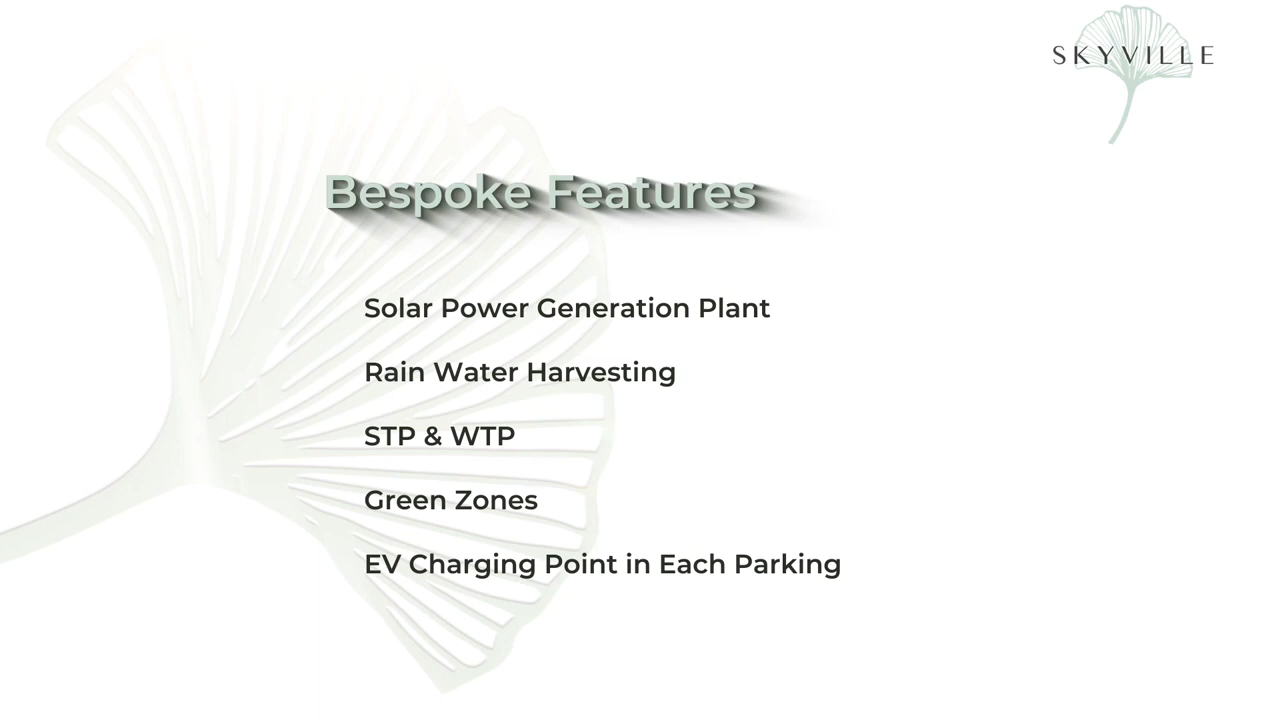 SKYVILLE
Bespoke Features
Solar Power Generation Plant
Rain Water Harvesting
STP & WTP
Green Zones
EV Charging Point in Each Parking